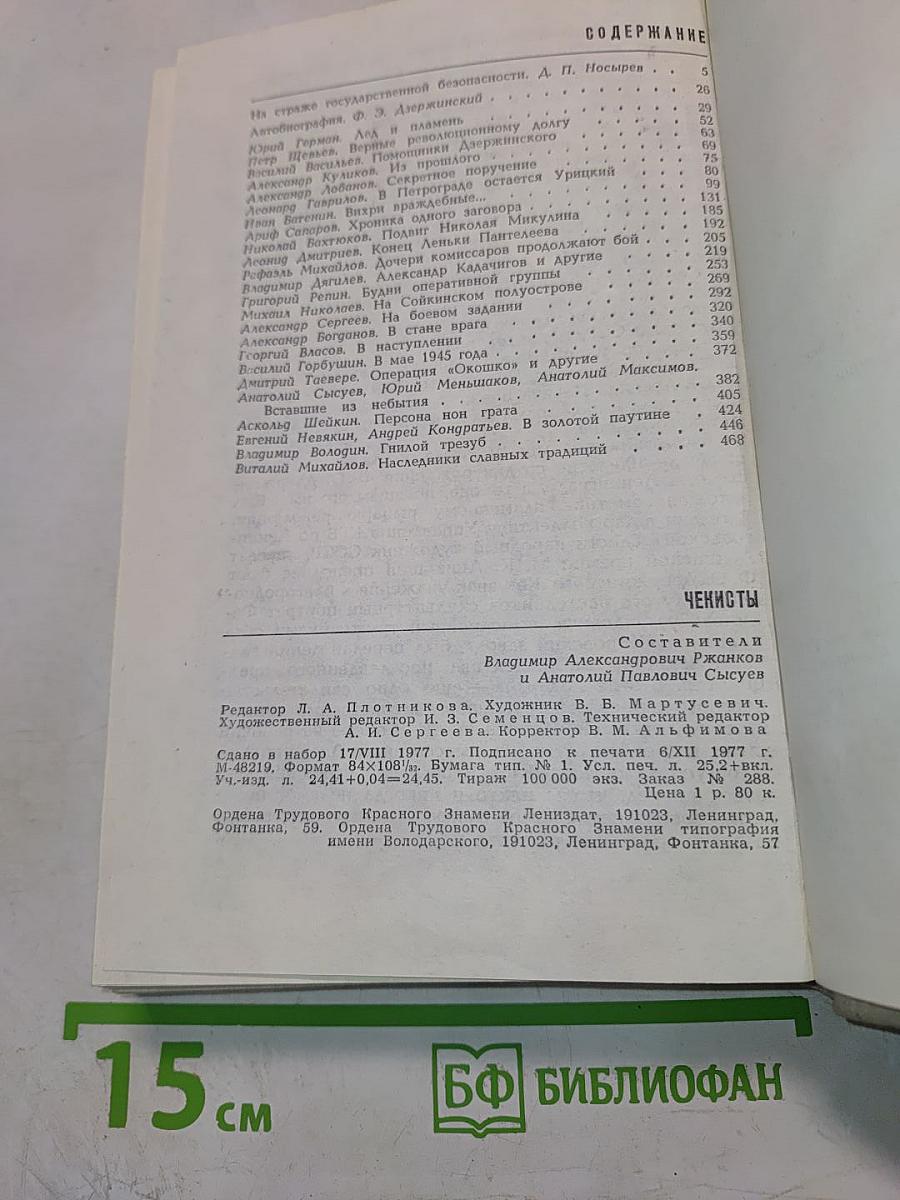 СОДЕРЖАНИЕ
На страже государственной безопасности. Д. П. Носырев . . 5
Автобиография. Ф. Э. Дзержинский . . . . . . . . . . 26
Юрий Герман. Лед и пламень . . . . . . . . . . 29
Петр Щевьев. Верные революционному долгу . . . . . 52
Василий Васильев. Помощники Дзержинского . . . . . 63
Александр Куликов. Из прошлого . . . . . . . . . 69
Александр Лобанов. Секретное поручение . . . . . . 75
Леонард Гаврилов. В Петрограде остается Урицкий . . . 80
Иван Батенин. Вихри враждебные... . . . . . . . . 99
Ариф Сапаров. Хроника одного заговора . . . . . . . 131
Николай Бахтюков. Подвиг Николая Микулина . . . . . 185
Леонид Дмитриев. Конец Леньки Пантелеева . . . . . 192
Рефаэль Михайлов. Дочери комиссаров продолжают бой . . . 205
Владимир Дягилев. Александр Кадачигов и другие . . . . 219
Григорий Репин. Будни оперативной группы . . . . . 253
Михаил Николаев. На Сойкинском полуострове . . . . . 269
Александр Сергеев. На боевом задании . . . . . . . 292
Александр Богданов. В стане врага . . . . . . . . 320
Георгий Власов. В наступлении . . . . . . . . . 340
Василий Горбушин. В мае 1945 года . . . . . . . . 359
Дмитрий Таевере. Операция «Окошко» и другие . . . . 372
Анатолий Сысуев, Юрий Меньшаков, Анатолий Максимов.
Вставшие из небытия . . . . . . . . . . . 382
Аскольд Шейкин. Персона нон грата . . . . . . . 405
Евгений Невякин, Андрей Кондратьев. В золотой паутине . 424
Владимир Володин. Гнилой трезуб . . . . . . . . . 446
Виталий Михайлов. Наследники славных традиций . . . . 468
ЧЕКИСТЫ
Составители
Владимир Александрович Ржанков
и Анатолий Павлович Сысуев
Редактор Л. А. Плотникова. Художник В. Б. Мартусевич.
Художественный редактор И. З. Семенцов. Технический редактор
А. И. Сергеева. Корректор В. М. Альфимова
Сдано в набор 17/VIII 1977 г. Подписано к печати 6/XII 1977 г.
М-48219. Формат 84×108¹/₃₂. Бумага тип. № 1. Усл. печ. л. 25,2+вкл.
Уч.-изд. л. 24,41+0,04=24,45. Тираж 100 000 экз. Заказ № 288.
Цена 1 р. 80 к.
Ордена Трудового Красного Знамени Лениздат, 191023, Ленинград,
Фонтанка, 59. Ордена Трудового Красного Знамени типография
имени Володарского, 191023, Ленинград, Фонтанка, 57
15 см
БФ БИБЛИОФАН